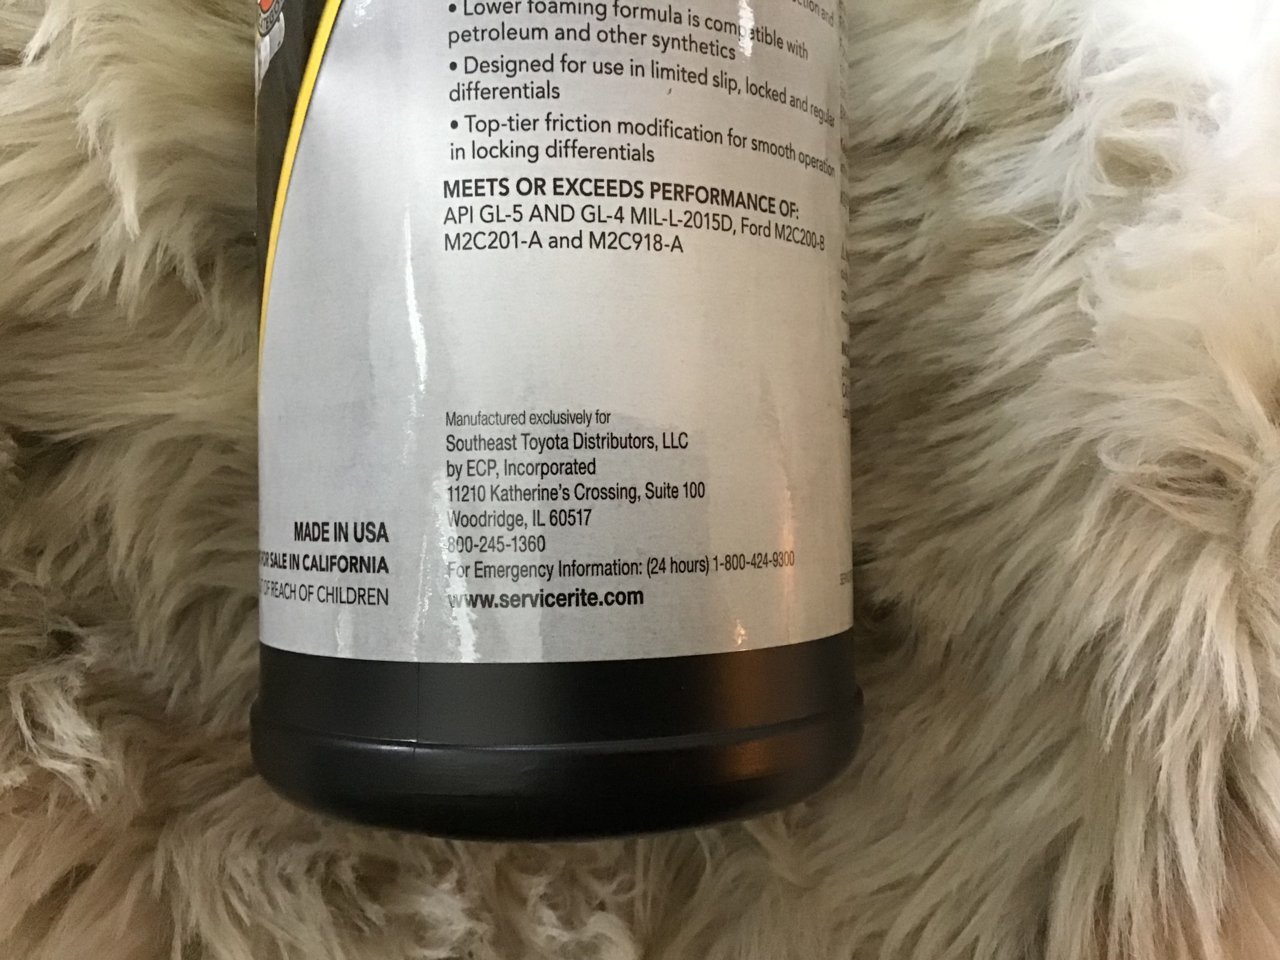 • Lower foaming formula is compatible with
petroleum and other synthetics
• Designed for use in limited slip, locked and regular
differentials
• Top-tier friction modification for smooth operation
in locking differentials
MEETS OR EXCEEDS PERFORMANCE OF:
API GL-5 AND GL-4 MIL-L-2015D, Ford M2C200-B
M2C201-A and M2C918-A
Manufactured exclusively for
Southeast Toyota Distributors, LLC
by ECP, Incorporated
11210 Katherine's Crossing, Suite 100
Woodridge, IL 60517
800-245-1360
For Emergency Information: (24 hours) 1-800-424-9300
www.servicerite.com
MADE IN USA
SALE IN CALIFORNIA
OF REACH OF CHILDREN